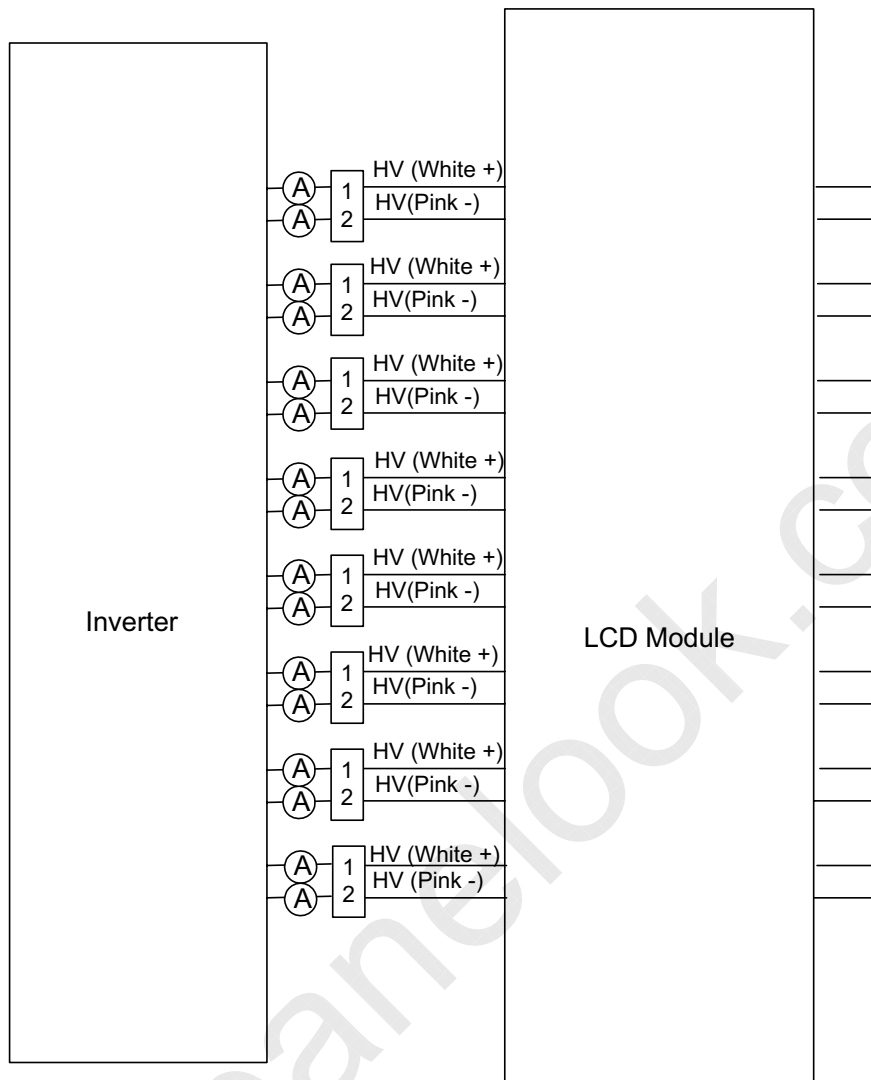 HV (White +)
A 1
HV(Pink -)
A 2
HV (White +)
A 1
HV(Pink -)
A 2
HV (White +)
A 1
HV(Pink -)
A 2
HV (White +)
A 1
HV(Pink -)
A 2
HV (White +)
A 1
HV(Pink -)
A 2
Inverter
LCD Module
HV (White +)
A 1
HV(Pink -)
A 2
HV (White +)
A 1
HV(Pink -)
A 2
HV (White +)
A 1
HV (Pink -)
A 2
panelook.co